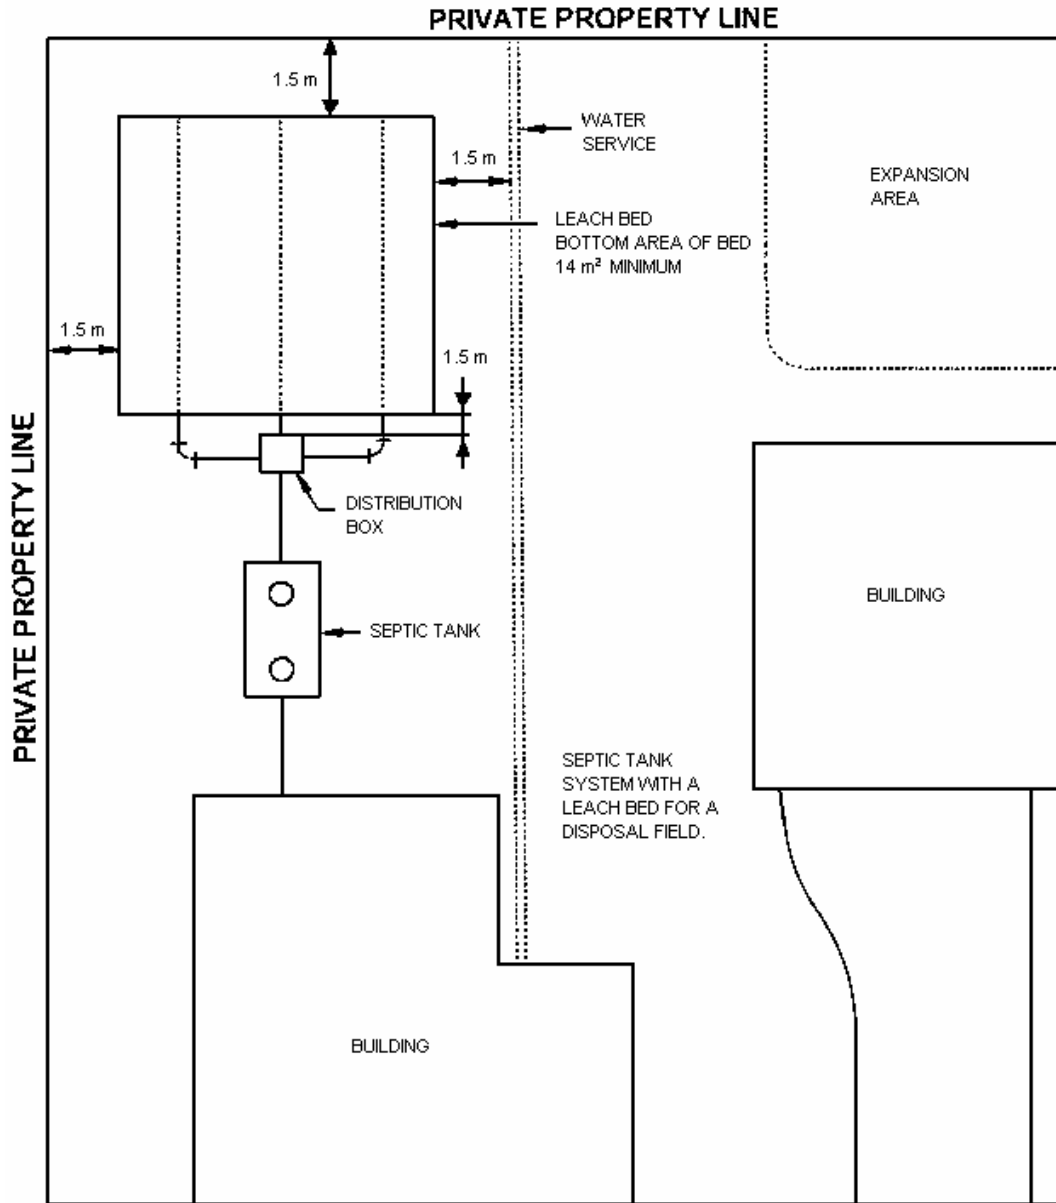 PRIVATE PROPERTY LINE
1.5 m
WATER
SERVICE
1.5 m
EXPANSION
AREA
LEACH BED
BOTTOM AREA OF BED
14 m² MINIMUM
1.5 m
1.5 m
PRIVATE PROPERTY LINE
DISTRIBUTION
BOX
BUILDING
SEPTIC TANK
SEPTIC TANK
SYSTEM WITH A
LEACH BED FOR A
DISPOSAL FIELD.
BUILDING